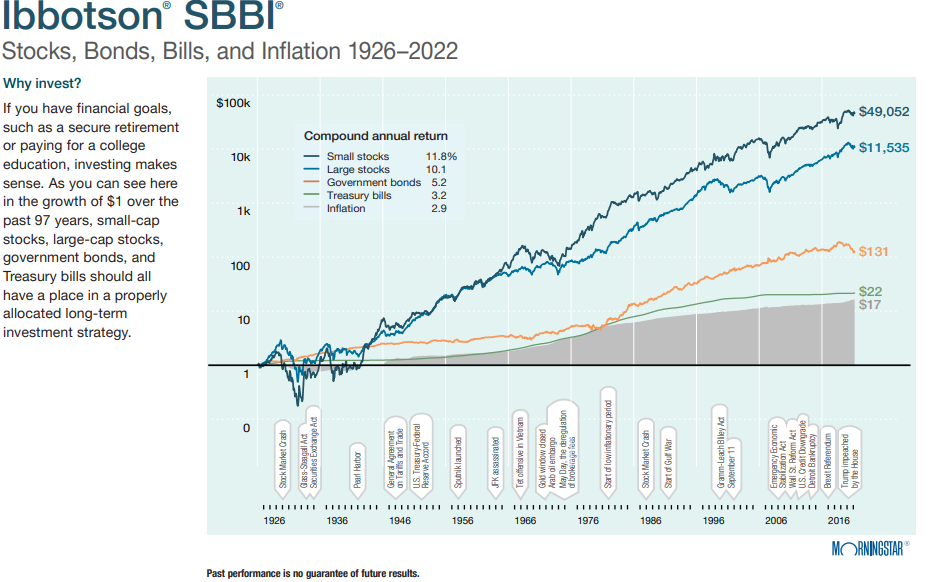 Ibbotson® SBBI®
Stocks, Bonds, Bills, and Inflation 1926–2022
Why invest?
If you have financial goals,
such as a secure retirement
or paying for a college
education, investing makes
sense. As you can see here
in the growth of $1 over the
past 97 years, small-cap
stocks, large-cap stocks,
government bonds, and
Treasury bills should all
have a place in a properly
allocated long-term
investment strategy.
$100k
10k
1k
100
10
1
0
Compound annual return
Small stocks 11.8%
Large stocks 10.1
Government bonds 5.2
Treasury bills 3.2
Inflation 2.9
$49,052
$11,535
$131
$22
$17
Stock Market Crash
Glass-Steagall Act
Securities Exchange Act
Pearl Harbor
General Agreement
on Tariffs and Trade
U.S. Treasury-Federal
Reserve Accord
Sputnik launched
JFK assassinated
Tet offensive in Vietnam
Gold window closed
Arab oil embargo
May Day, the deregulation
of brokerage fees
Start of low inflationary period
Stock Market Crash
Start of Gulf War
Gramm-Leach Bliley Act
September 11
Emergency Economic
Stabilization Act
Wall St. Reform Act
U.S. Credit Downgrade
Detroit Bankruptcy
Brexit Referendum
Trump impeached
by the House
1926 1936 1946 1956 1966 1976 1986 1996 2006 2016
MORNINGSTAR®
Past performance is no guarantee of future results.